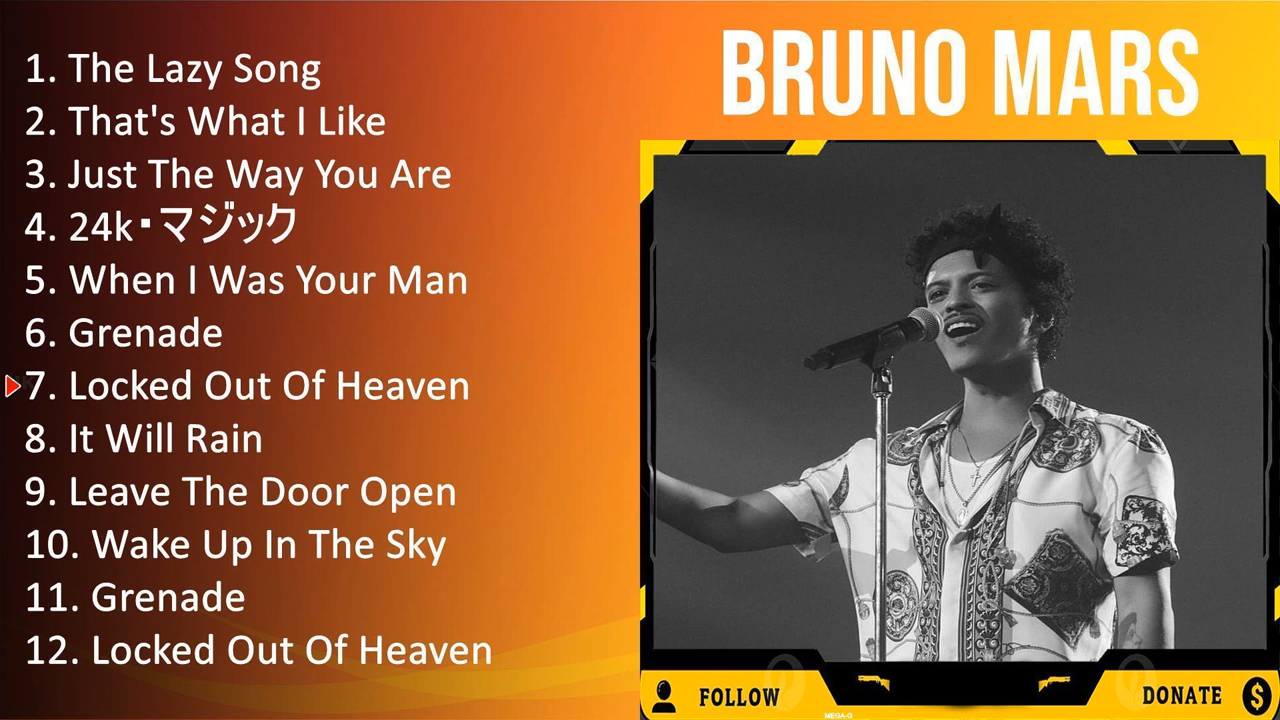 1. The Lazy Song
2. That's What I Like
3. Just The Way You Are
4. 24k・マジック
5. When I Was Your Man
6. Grenade
7. Locked Out Of Heaven
8. It Will Rain
9. Leave The Door Open
10. Wake Up In The Sky
11. Grenade
12. Locked Out Of Heaven
BRUNO MARS
FOLLOW
DONATE
$
MEGA-G